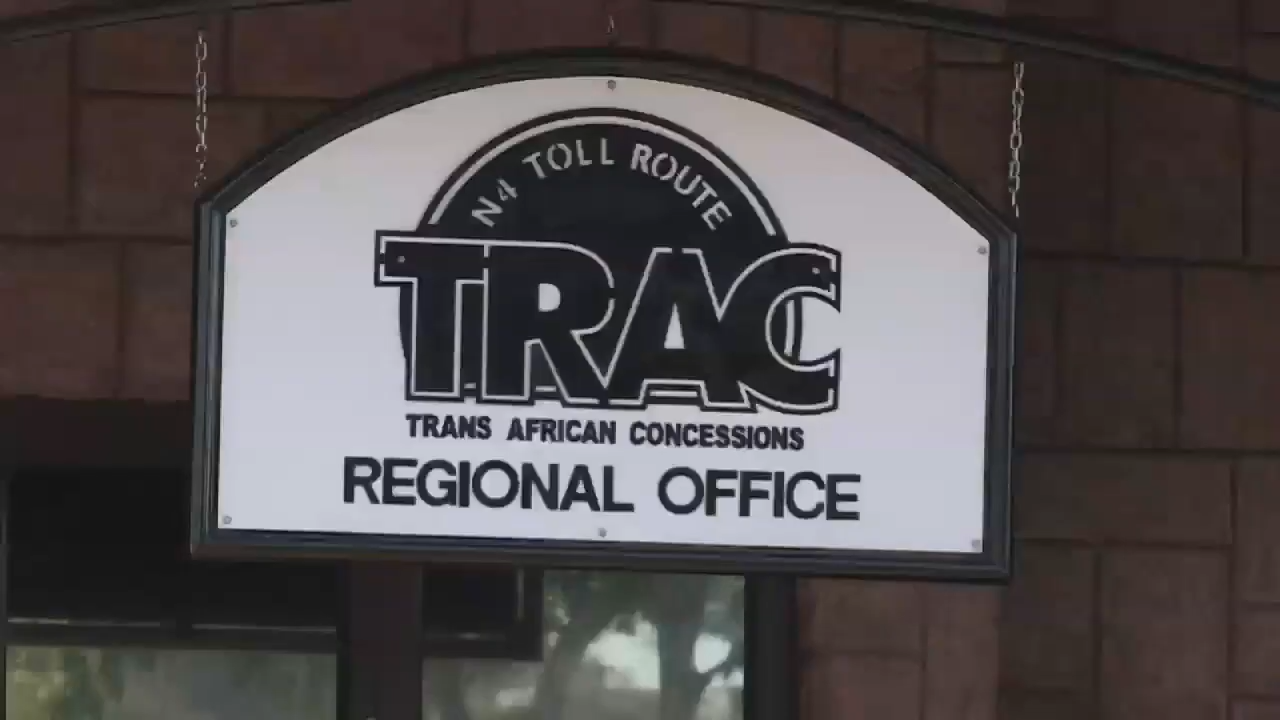 N4 TOLL ROUTE
TRAC
TRANS AFRICAN CONCESSIONS
REGIONAL OFFICE